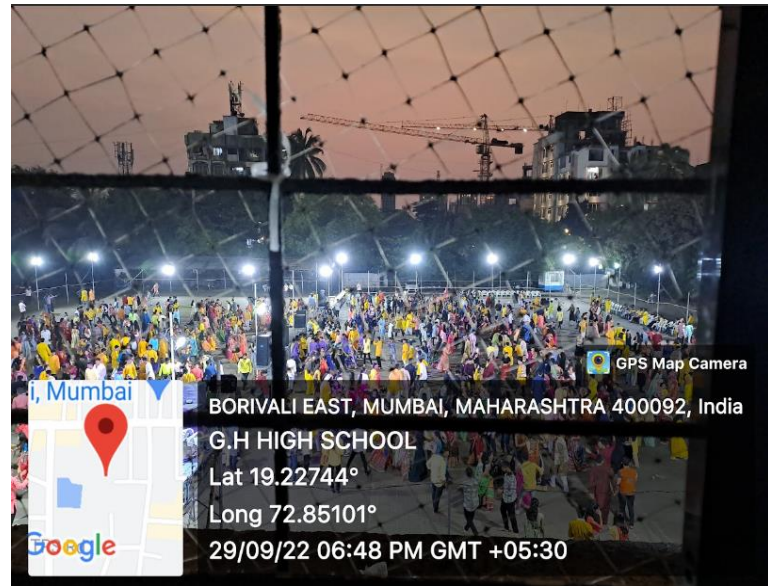 GPS Map Camera
i, Mumbai
BORIVALI EAST, MUMBAI, MAHARASHTRA 400092, India
G.H HIGH SCHOOL
Lat 19.22744°
Long 72.85101°
29/09/22 06:48 PM GMT +05:30
Google